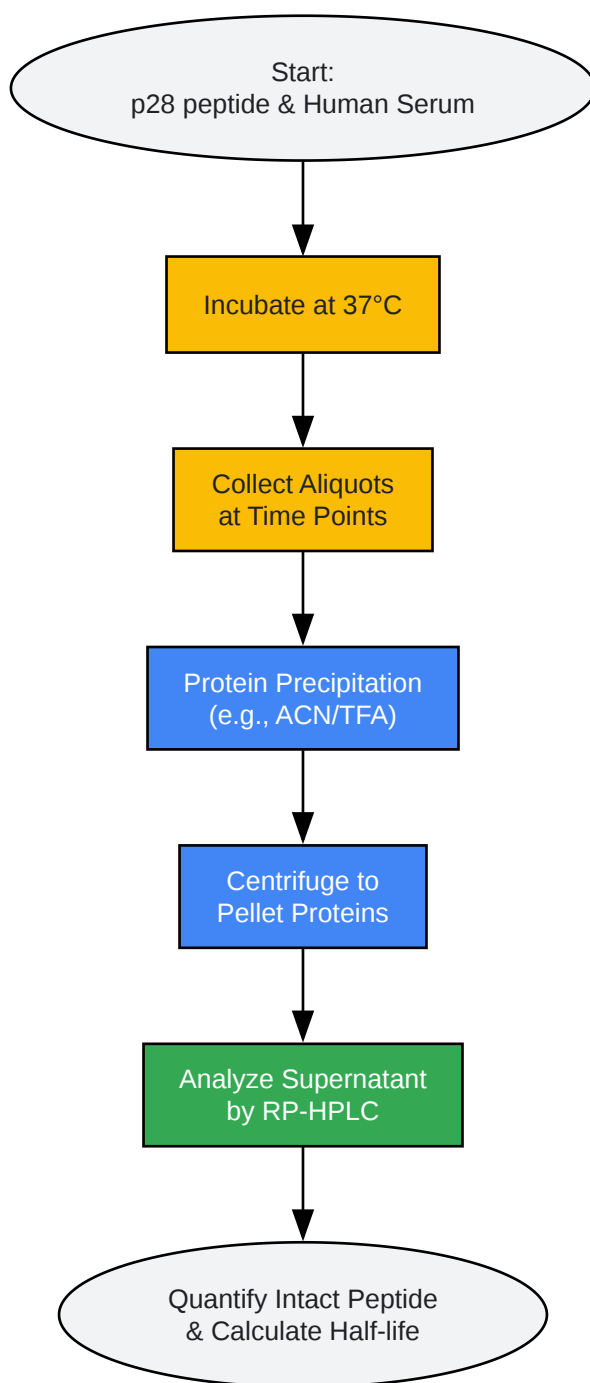 Start:
p28 peptide & Human Serum
Incubate at 37°C
Collect Aliquots
at Time Points
Protein Precipitation
(e.g., ACN/TFA)
Centrifuge to
Pellet Proteins
Analyze Supernatant
by RP-HPLC
Quantify Intact Peptide
& Calculate Half-life